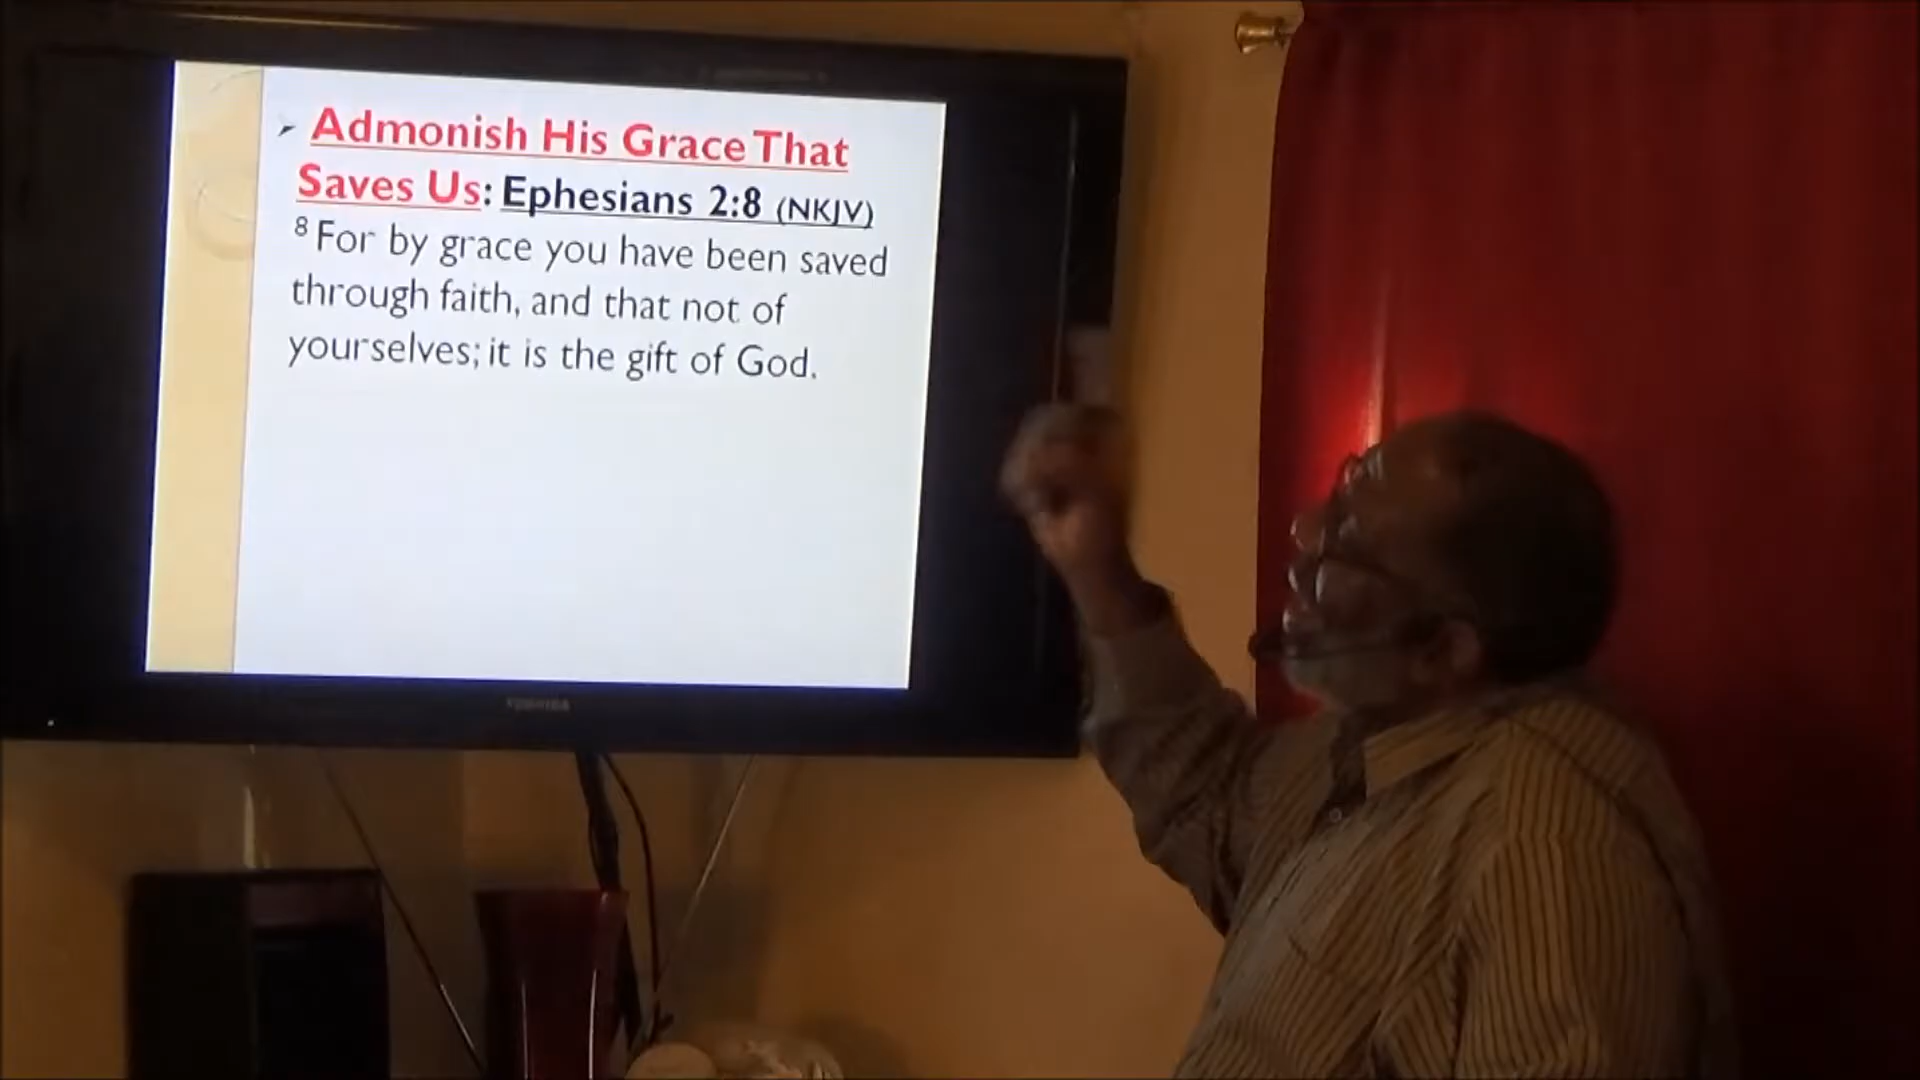 ➢ Admonish His Grace That
Saves Us: Ephesians 2:8 (NKJV)
8 For by grace you have been saved
through faith, and that not of
yourselves; it is the gift of God.
TOSHIBA